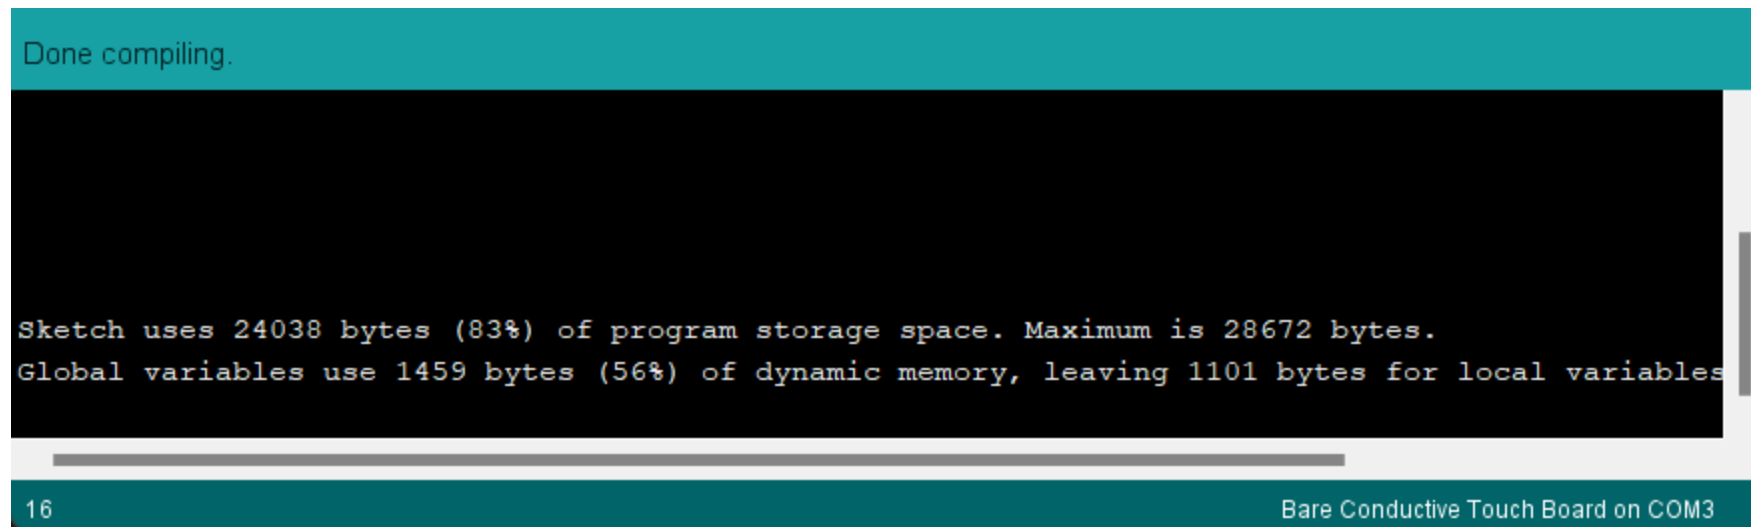 Done compiling.
Sketch uses 24038 bytes (83%) of program storage space. Maximum is 28672 bytes.
Global variables use 1459 bytes (56%) of dynamic memory, leaving 1101 bytes for local variables
16
Bare Conductive Touch Board on COM3